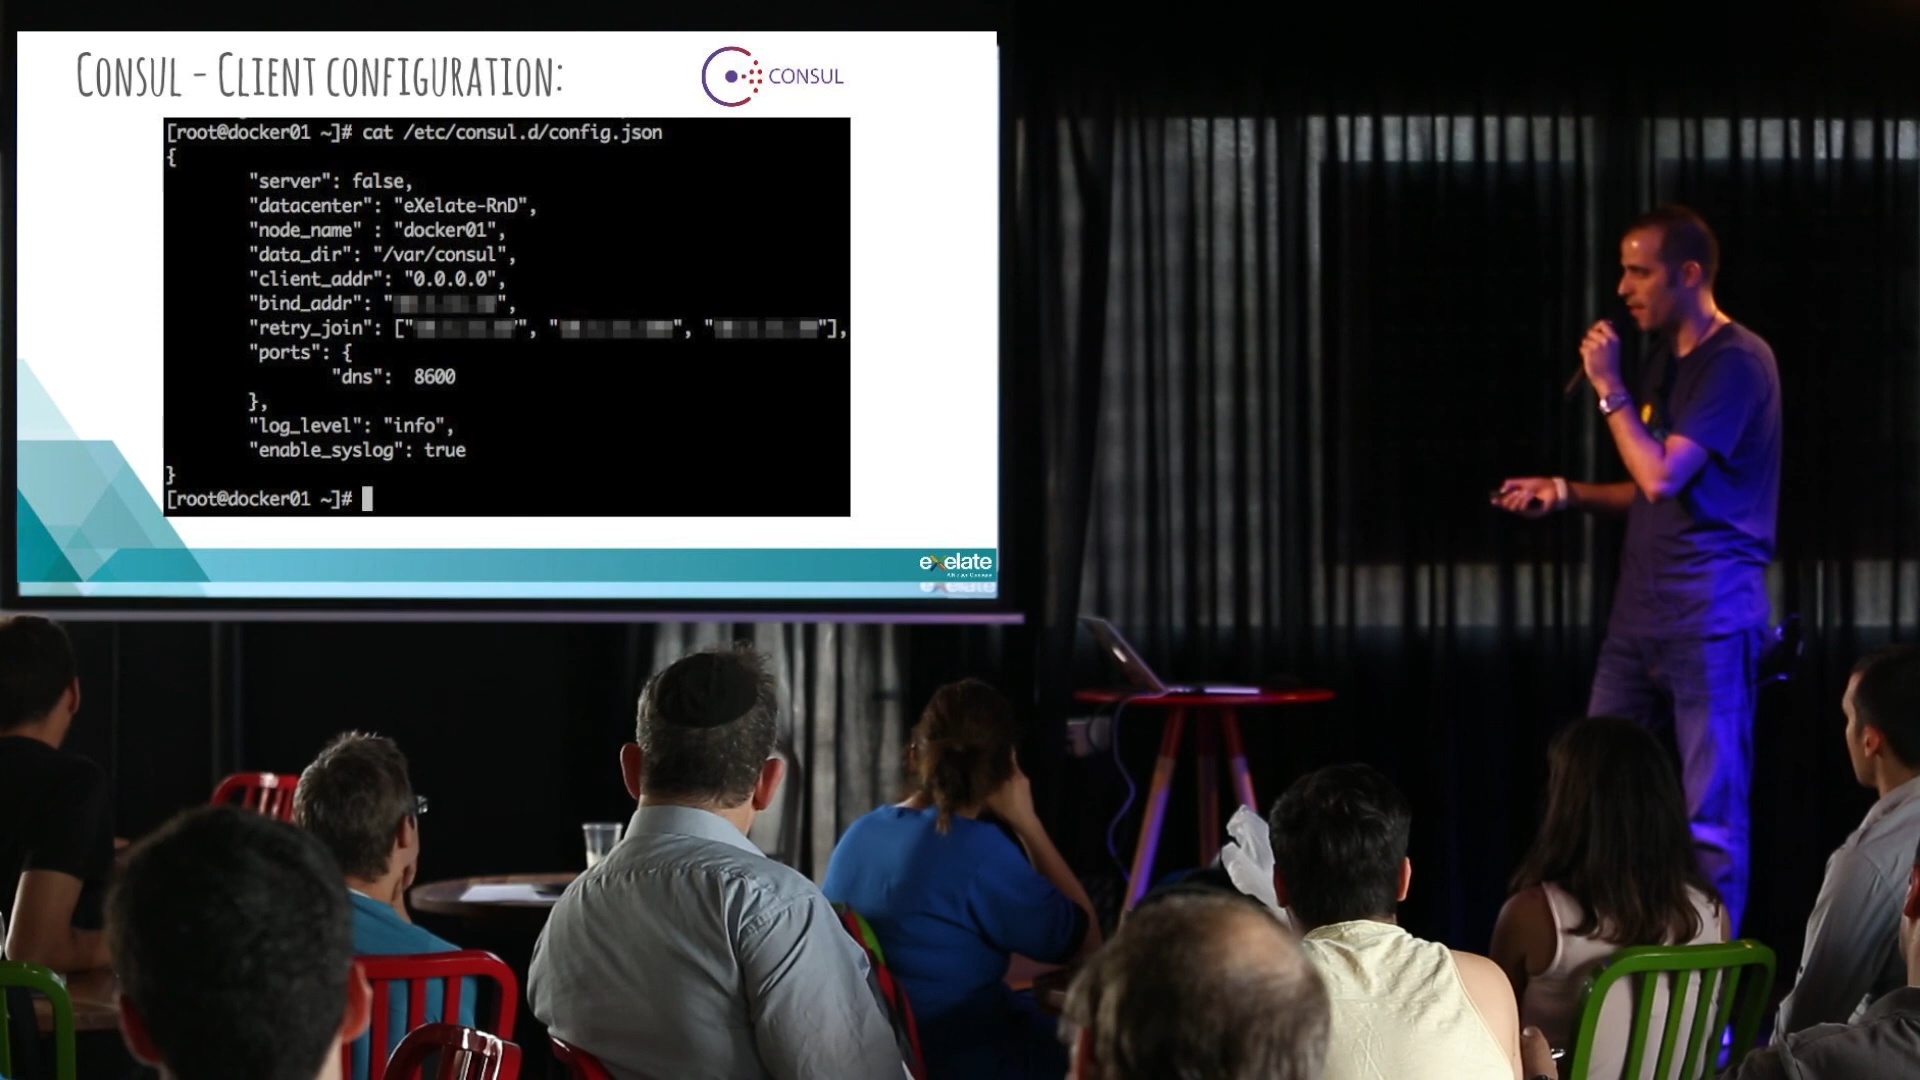 CONSUL - CLIENT CONFIGURATION:
CONSUL
[root@docker01 ~]# cat /etc/consul.d/config.json
{
"server": false,
"datacenter": "eXelate-RnD",
"node_name" : "docker01",
"data_dir": "/var/consul",
"client_addr": "0.0.0.0",
"bind_addr": " ",
"retry_join": [" ", " ", " "],
"ports": {
"dns": 8600
},
"log_level": "info",
"enable_syslog": true
}
[root@docker01 ~]#
eXelate